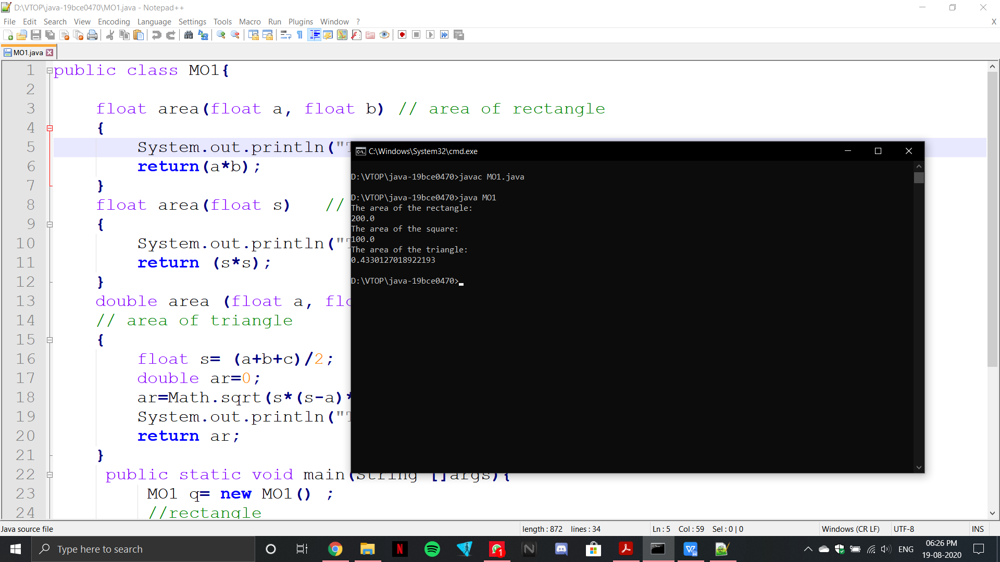 D:\VTOP\java-19bce0470\MO1.java - Notepad++
File Edit Search View Encoding Language Settings Tools Macro Run Plugins Window ? X
MO1.java
1 public class MO1{
2
3 float area(float a, float b) // area of rectangle
4 {
5 System.out.println("
6 return(a*b);
7 }
8 float area(float s) //
9 {
10 System.out.println("
11 return (s*s);
12 }
13 double area (float a, flo
14 // area of triangle
15 {
16 float s= (a+b+c)/2;
17 double ar=0;
18 ar=Math.sqrt(s*(s-a)*
19 System.out.println("
20 return ar;
21 }
22 public static void main(String []args){
23 MO1 q= new MO1() ;
24 //rectangle
C:\Windows\System32\cmd.exe
D:\VTOP\java-19bce0470>javac MO1.java
D:\VTOP\java-19bce0470>java MO1
The area of the rectangle:
200.0
The area of the square:
100.0
The area of the triangle:
0.4330127018922193
D:\VTOP\java-19bce0470>
Java source file length : 872 lines : 34 Ln : 5 Col : 59 Sel : 0 | 0 Windows (CR LF) UTF-8 INS
Type here to search
ENG
06:26 PM
19-08-2020